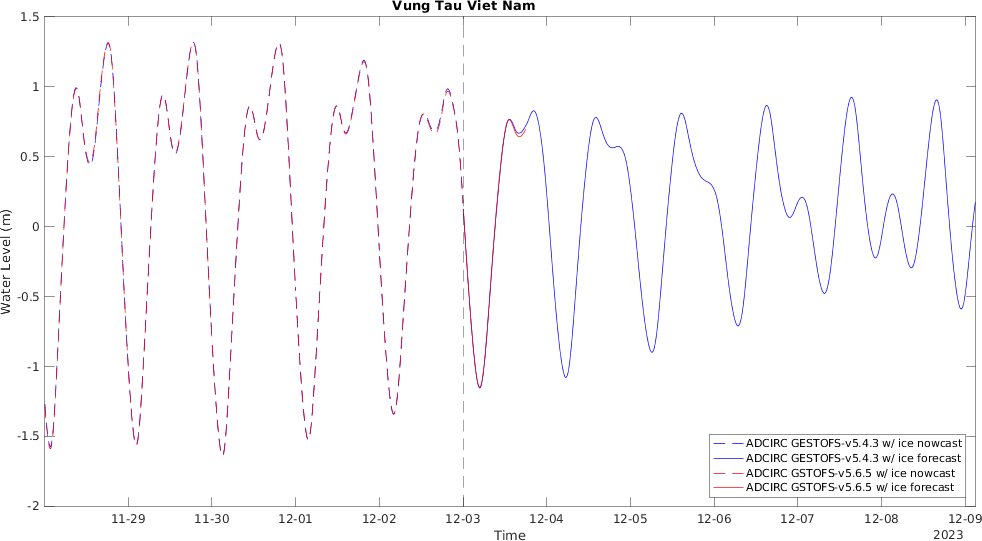 Vung Tau Viet Nam
1.5
1
0.5
0
-0.5
-1
-1.5
-2
Water Level (m)
ADCIRC GESTOFS-v5.4.3 w/ ice nowcast
ADCIRC GESTOFS-v5.4.3 w/ ice forecast
ADCIRC GSTOFS-v5.6.5 w/ ice nowcast
ADCIRC GSTOFS-v5.6.5 w/ ice forecast
11-29 11-30 12-01 12-02 12-03 12-04 12-05 12-06 12-07 12-08 12-09
Time
2023